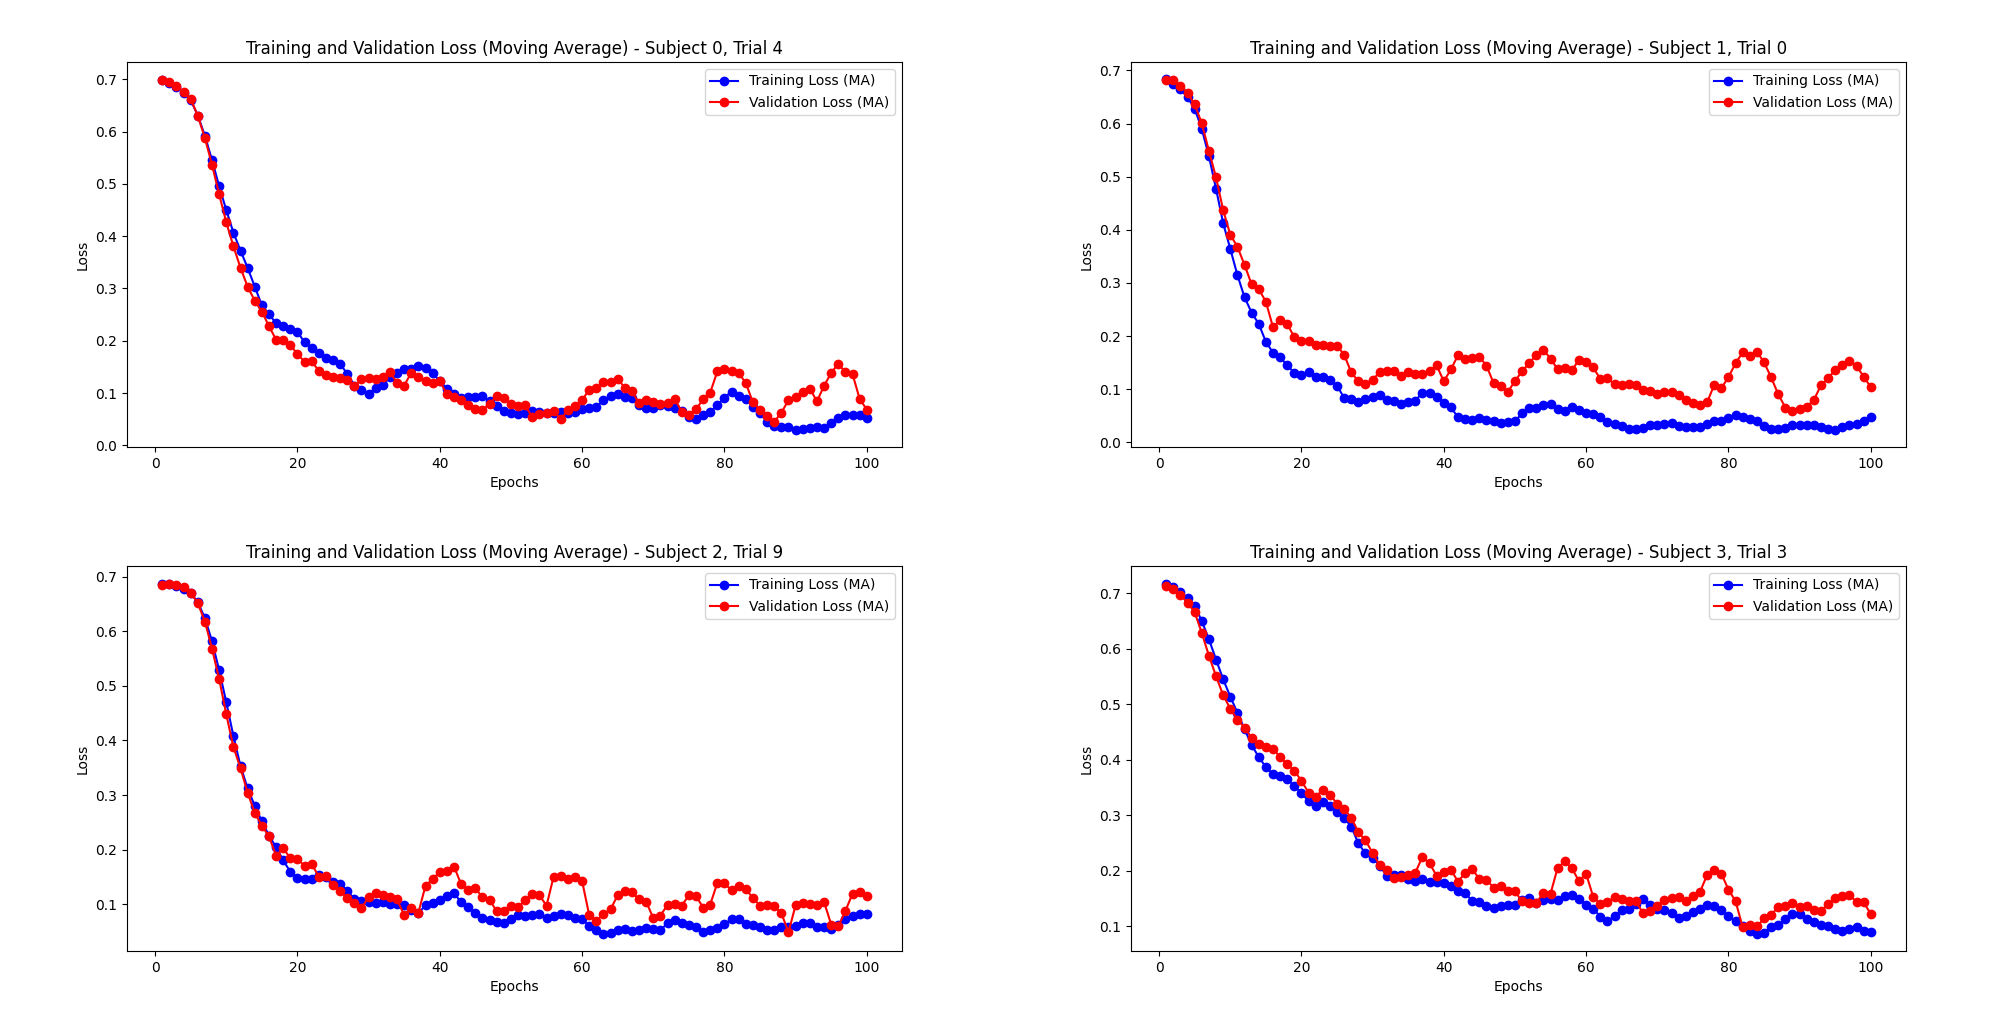 Training and Validation Loss (Moving Average) - Subject 0, Trial 4
Training Loss (MA)
Validation Loss (MA)
0.7
0.6
0.5
0.4
0.3
0.2
0.1
0.0
Loss
0 20 40 60 80 100
Epochs
Training and Validation Loss (Moving Average) - Subject 1, Trial 0
Training Loss (MA)
Validation Loss (MA)
0.7
0.6
0.5
0.4
0.3
0.2
0.1
0.0
Loss
0 20 40 60 80 100
Epochs
Training and Validation Loss (Moving Average) - Subject 2, Trial 9
Training Loss (MA)
Validation Loss (MA)
0.7
0.6
0.5
0.4
0.3
0.2
0.1
Loss
0 20 40 60 80 100
Epochs
Training and Validation Loss (Moving Average) - Subject 3, Trial 3
Training Loss (MA)
Validation Loss (MA)
0.7
0.6
0.5
0.4
0.3
0.2
0.1
Loss
0 20 40 60 80 100
Epochs